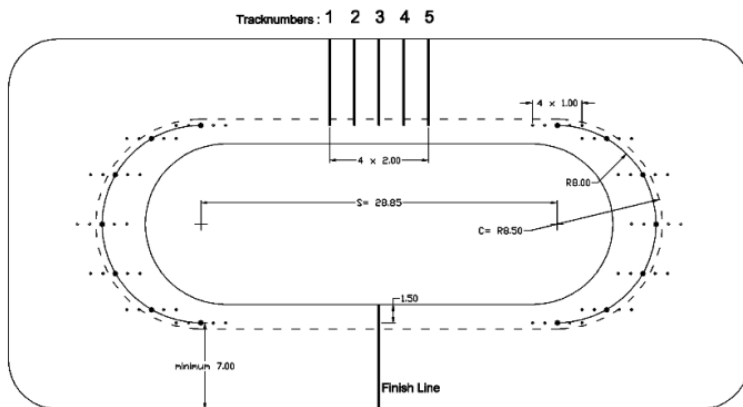 Tracknumbers : 1 2 3 4 5
4 x 1.00
4 x 2.00
R8.00
S= 28.85
C= R8.50
1.50
minimum 7.00
Finish Line